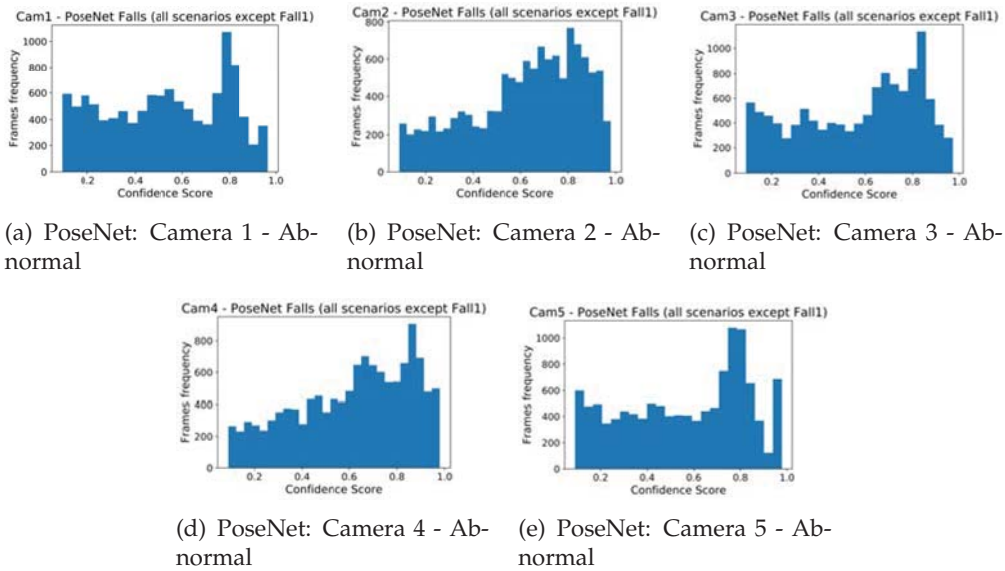 Cam1 - PoseNet Falls (all scenarios except Fall1)
1000
800
600
400
200
0
Frames frequency
0.2 0.4 0.6 0.8 1.0
Confidence Score
(a) PoseNet: Camera 1 - Ab-
normal
Cam2 - PoseNet Falls (all scenarios except Fall1)
800
600
400
200
0
Frames frequency
0.2 0.4 0.6 0.8 1.0
Confidence Score
(b) PoseNet: Camera 2 - Ab-
normal
Cam3 - PoseNet Falls (all scenarios except Fall1)
1000
800
600
400
200
0
Frames frequency
0.2 0.4 0.6 0.8 1.0
Confidence Score
(c) PoseNet: Camera 3 - Ab-
normal
Cam4 - PoseNet Falls (all scenarios except Fall1)
800
600
400
200
0
Frames frequency
0.2 0.4 0.6 0.8 1.0
Confidence Score
(d) PoseNet: Camera 4 - Ab-
normal
Cam5 - PoseNet Falls (all scenarios except Fall1)
1000
800
600
400
200
0
Frames frequency
0.2 0.4 0.6 0.8 1.0
Confidence Score
(e) PoseNet: Camera 5 - Ab-
normal